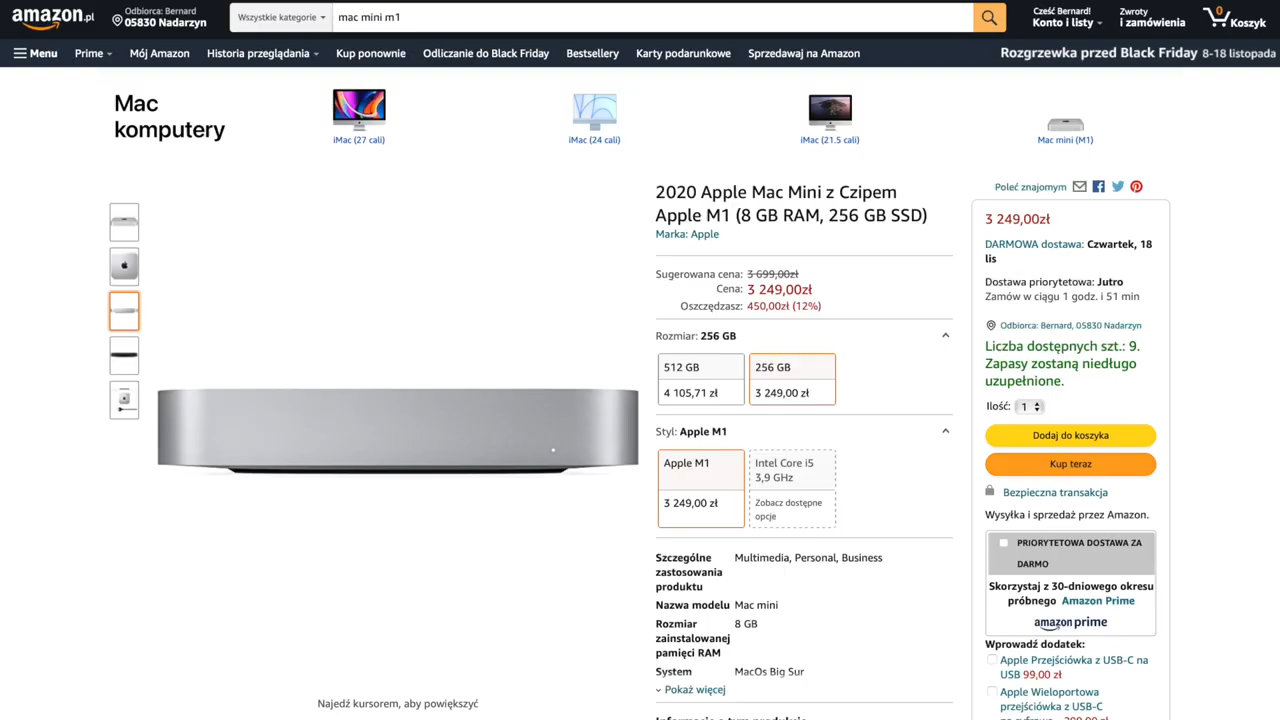 amazon.pl
Odbiorca: Bernard
05830 Nadarzyn
Wszystkie kategorie
mac mini m1
Cześć Bernard!
Konto i listy
Zwroty
i zamówienia
0
Koszyk
Menu
Prime
Mój Amazon
Historia przeglądania
Kup ponownie
Odliczanie do Black Friday
Bestsellery
Karty podarunkowe
Sprzedawaj na Amazon
Rozgrzewka przed Black Friday 8-18 listopada
Mac
komputery
iMac (27 cali)
iMac (24 cali)
iMac (21.5 cali)
Mac mini (M1)
Najedź kursorem, aby powiększyć
2020 Apple Mac Mini z Czipem
Apple M1 (8 GB RAM, 256 GB SSD)
Marka: Apple
Sugerowana cena: 3 699,00zł
Cena: 3 249,00zł
Oszczędzasz: 450,00zł (12%)
Rozmiar: 256 GB
512 GB
4 105,71 zł
256 GB
3 249,00 zł
Styl: Apple M1
Apple M1
3 249,00 zł
Intel Core i5
3,9 GHz
Zobacz dostępne
opcje
Szczególne Multimedia, Personal, Business
zastosowania
produktu
Nazwa modelu Mac mini
Rozmiar 8 GB
zainstalowanej
pamięci RAM
System MacOs Big Sur
Pokaż więcej
Informacje o tym produkcie
Poleć znajomym
3 249,00zł
DARMOWA dostawa: Czwartek, 18
lis
Dostawa priorytetowa: Jutro
Zamów w ciągu 1 godz. i 51 min
Odbiorca: Bernard, 05830 Nadarzyn
Liczba dostępnych szt.: 9.
Zapasy zostaną niedługo
uzupełnione.
Ilość: 1
Dodaj do koszyka
Kup teraz
Bezpieczna transakcja
Wysyłka i sprzedaż przez Amazon.
PRIORYTETOWA DOSTAWA ZA
DARMO
Skorzystaj z 30-dniowego okresu
próbnego Amazon Prime
amazon prime
Wprowadź dodatek:
Apple Przejściówka z USB-C na
USB 99,00 zł
Apple Wieloportowa
przejściówka z USB-C